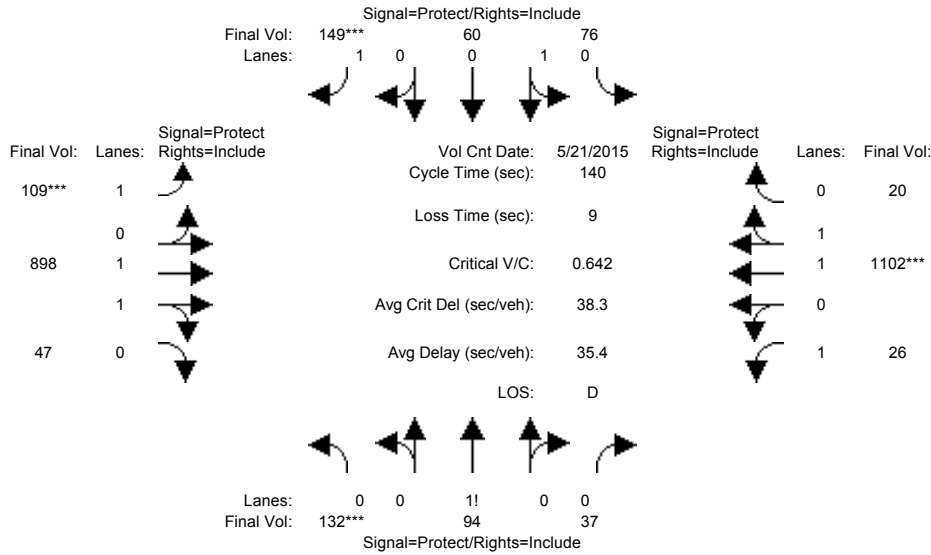 Signal=Protect/Rights=Include
Final Vol: 149*** 60 76
Lanes: 1 0 0 1 0
Signal=Protect Signal=Protect
Final Vol: Lanes: Rights=Include Vol Cnt Date: 5/21/2015 Rights=Include Lanes: Final Vol:
Cycle Time (sec): 140
109*** 1 0 20
Loss Time (sec): 9
0 1
898 1 Critical V/C: 0.642 1 1102***
1 Avg Crit Del (sec/veh): 38.3 0
47 0 Avg Delay (sec/veh): 35.4 1 26
LOS: D
Lanes: 0 0 1! 0 0
Final Vol: 132*** 94 37
Signal=Protect/Rights=Include